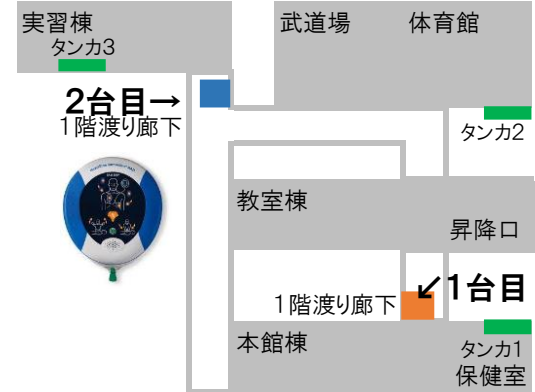 実習棟
タンカ3
武道場
体育館
2台目→
1階渡り廊下
タンカ2
教室棟
昇降口
↙1台目
1階渡り廊下
本館棟
タンカ1
保健室